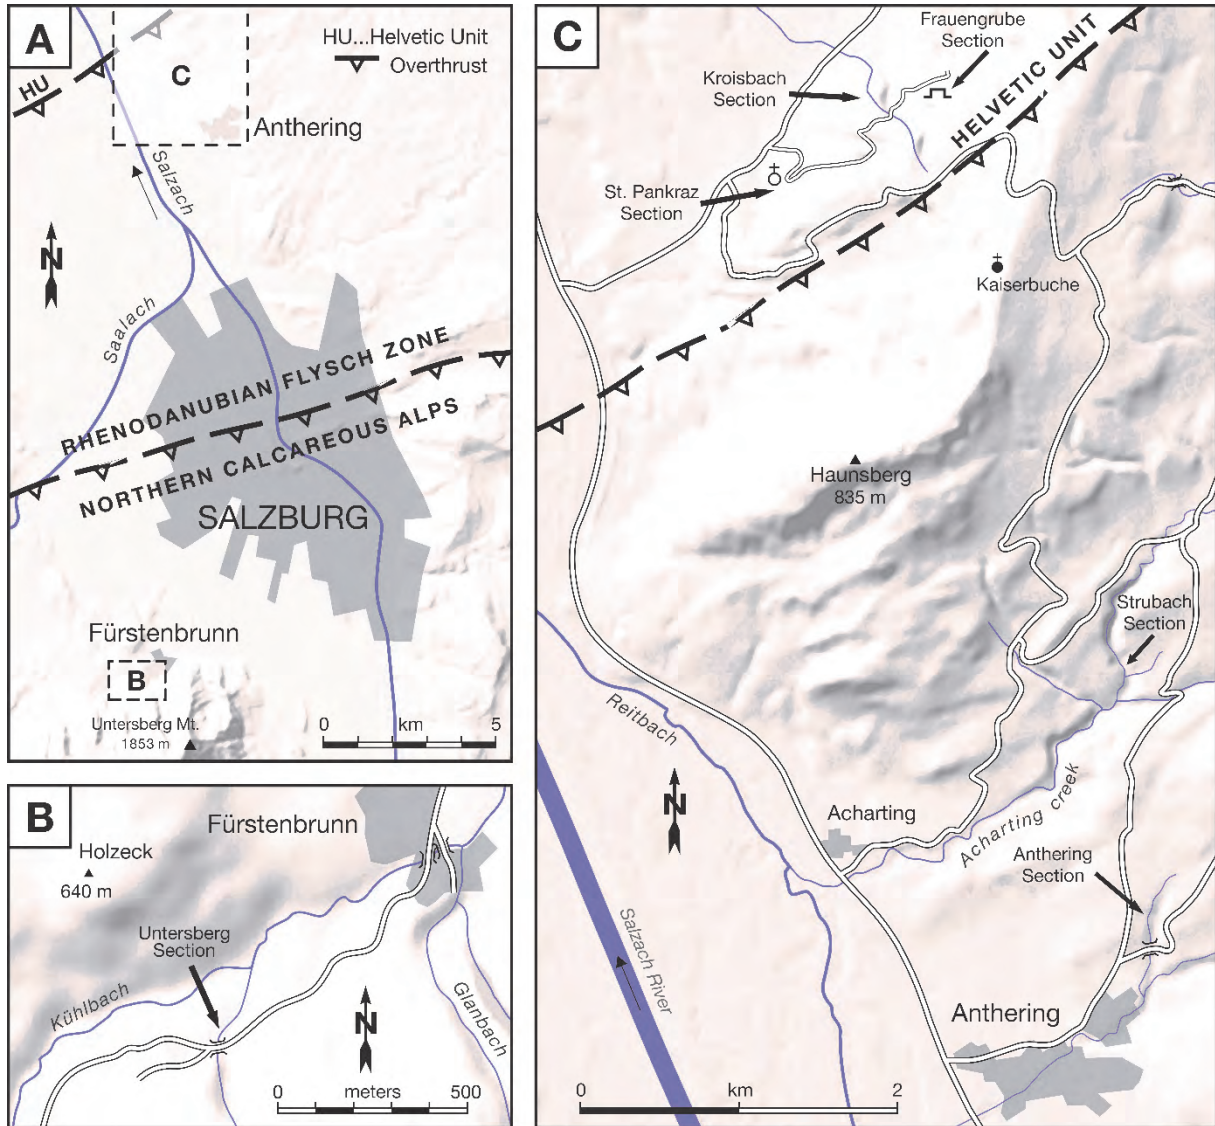 A
HU...Helvetic Unit
Overthrust
HU
C
Anthering
Salzach
N
Saalach
RHENODANUBIAN FLYSCH ZONE
NORTHERN CALCAREOUS ALPS
SALZBURG
Fürstenbrunn
B
Untersberg Mt.
1853 m
0 km 5
B
Fürstenbrunn
Holzeck
640 m
Untersberg
Section
Kühlbach
Glanbach
N
0 meters 500
C
Frauengrube
Section
Kroisbach
Section
HELVETIC UNIT
St. Pankraz
Section
Kaiserbuche
Haunsberg
835 m
Strubach
Section
Reitbach
N
Acharting
Acharting creek
Anthering
Section
Salzach River
Anthering
0 km 2